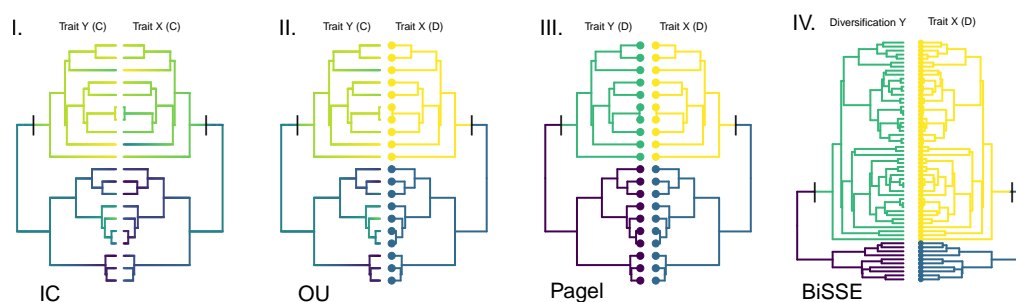 I.
Trait Y (C) Trait X (C)
IC
II.
Trait Y (C) Trait X (D)
OU
III.
Trait Y (D) Trait X (D)
Pagel
IV.
Diversification Y Trait X (D)
BiSSE